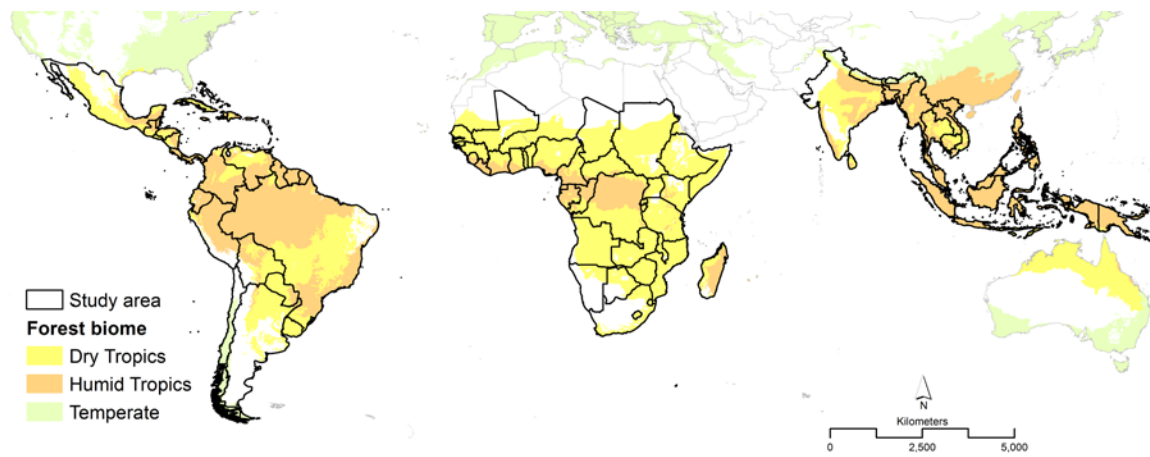 Study area
Forest biome
Dry Tropics
Humid Tropics
Temperate
N
Kilometers
0 2,500 5,000